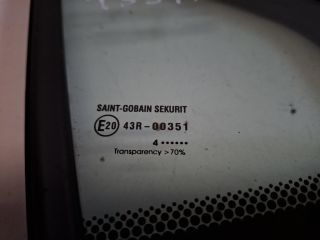 SAINT-GOBAIN SEKURIT
E20 43R-00351
4 ••••••
Transparency >70%